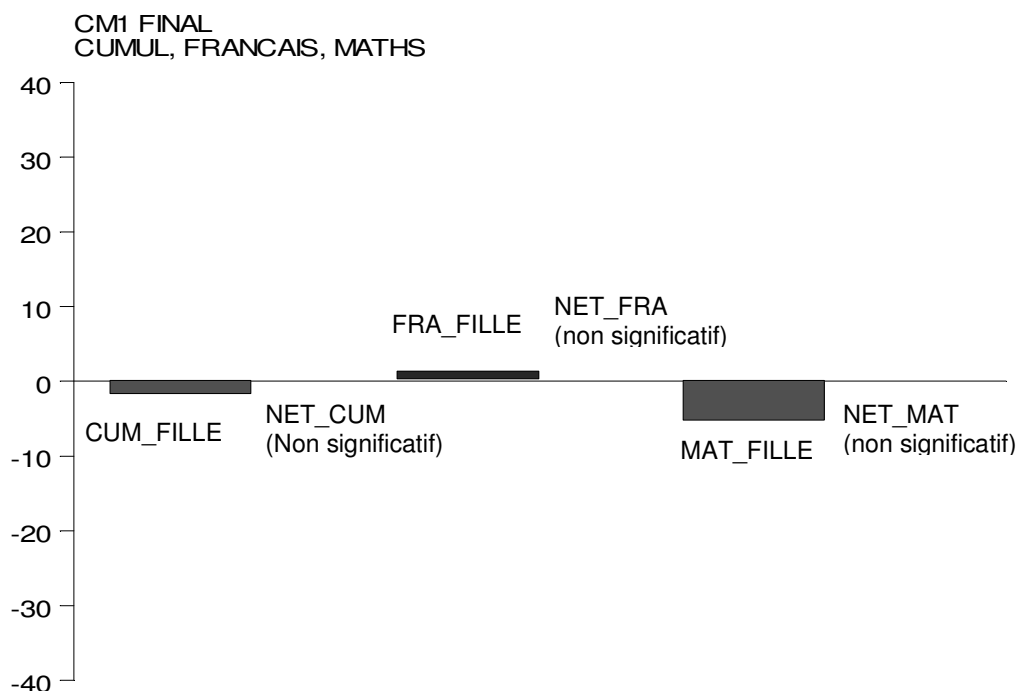 CM1 FINAL
CUMUL, FRANCAIS, MATHS
40
30
20
10
0
-10
-20
-30
-40
FRA_FILLE
NET_FRA
(non significatif)
CUM_FILLE
NET_CUM
(Non significatif)
MAT_FILLE
NET_MAT
(non significatif)